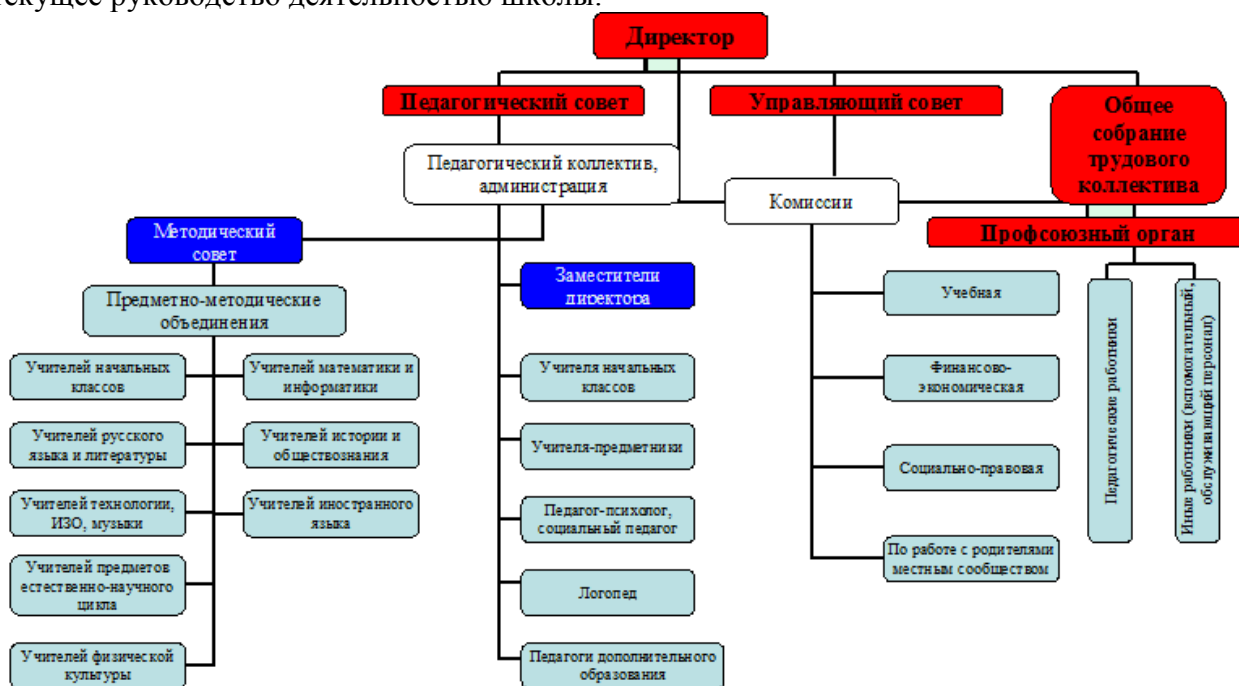 текущее руководство деятельностью школы.
Директор
Педагогический совет
Управляющий совет
Общее
собрание
трудового
коллектива
Педагогический коллектив,
администрация
Комиссии
Профсоюзный орган
Методический
совет
Предметно-методические
объединения
Учителей начальных
классов
Учителей математики и
информатики
Учителей русского
языка и литературы
Учителей истории и
обществознания
Учителей технологии,
ИЗО, музыки
Учителей иностранного
языка
Учителей предметов
естественно-научного
цикла
Учителей физической
культуры
Заместители
директора
Учителя начальных
классов
Учителя-предметники
Педагог-психолог,
социальный педагог
Логопед
Педагоги дополнительного
образования
Учебная
Финансово-
экономическая
Социально-правовая
По работе с родителями
местным сообществом
Педагогические работники
Иные работники (вспомогательный,
обслуживающий персонал)